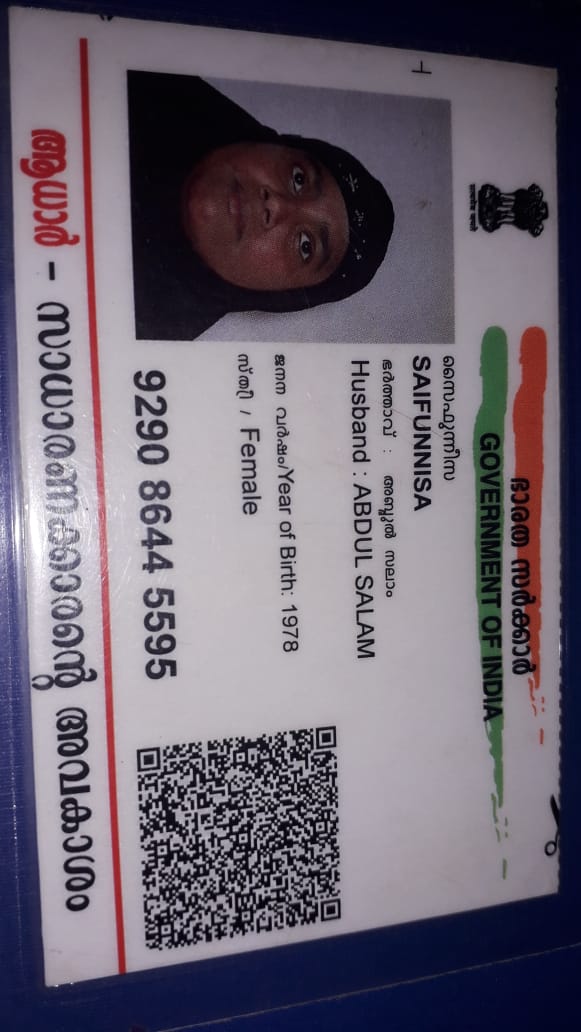 ഭാരത സർക്കാർ
GOVERNMENT OF INDIA
സൈഫുന്നീസ
SAIFUNNISA
ഭർത്താവ് : അബ്ദുൽ സലാം
Husband : ABDUL SALAM
ജനന വർഷം/Year of Birth: 1978
സ്ത്രീ / Female
9290 8644 5595
ആധാർ - സാധാരണക്കാരന്റെ അവകാശം